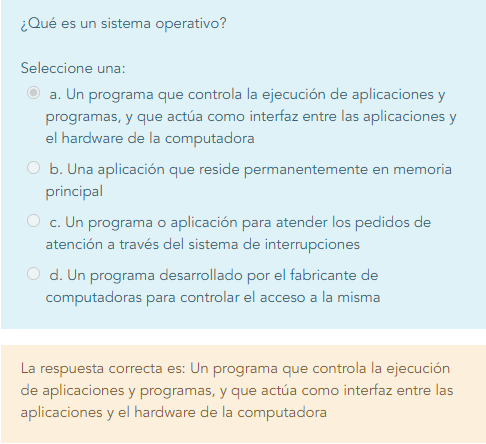 ¿Qué es un sistema operativo?
Seleccione una:
a. Un programa que controla la ejecución de aplicaciones y
programas, y que actúa como interfaz entre las aplicaciones y
el hardware de la computadora
b. Una aplicación que reside permanentemente en memoria
principal
c. Un programa o aplicación para atender los pedidos de
atención a través del sistema de interrupciones
d. Un programa desarrollado por el fabricante de
computadoras para controlar el acceso a la misma
La respuesta correcta es: Un programa que controla la ejecución
de aplicaciones y programas, y que actúa como interfaz entre las
aplicaciones y el hardware de la computadora